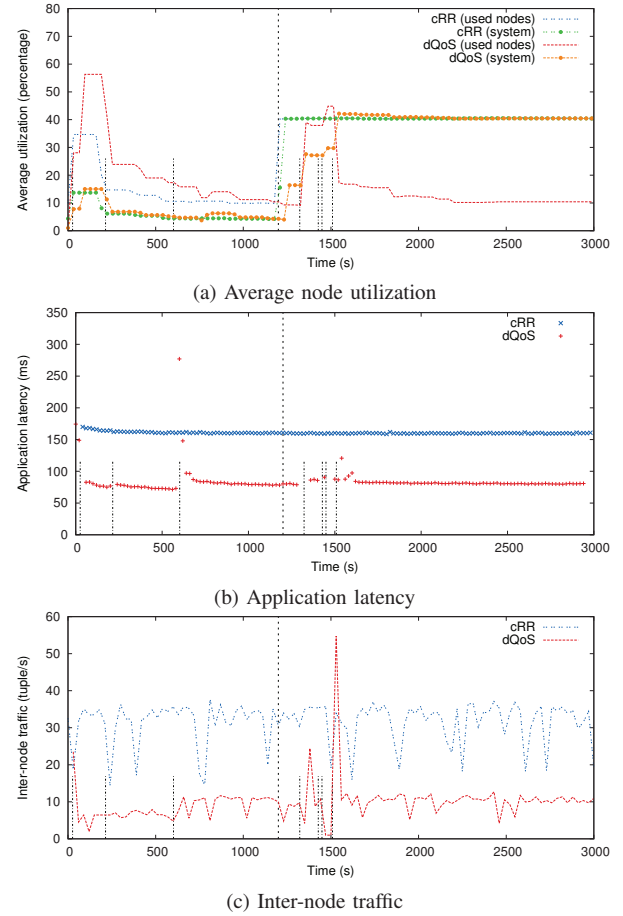 80
70
60
50
40
30
20
10
0
Average utilization (percentage)
cRR (used nodes)
cRR (system)
dQoS (used nodes)
dQoS (system)
0 500 1000 1500 2000 2500 3000
Time (s)
(a) Average node utilization
350
300
250
200
150
100
50
0
Application latency (ms)
cRR
dQoS
0 500 1000 1500 2000 2500 3000
Time (s)
(b) Application latency
60
50
40
30
20
10
0
Inter-node traffic (tuple/s)
cRR
dQoS
0 500 1000 1500 2000 2500 3000
Time (s)
(c) Inter-node traffic